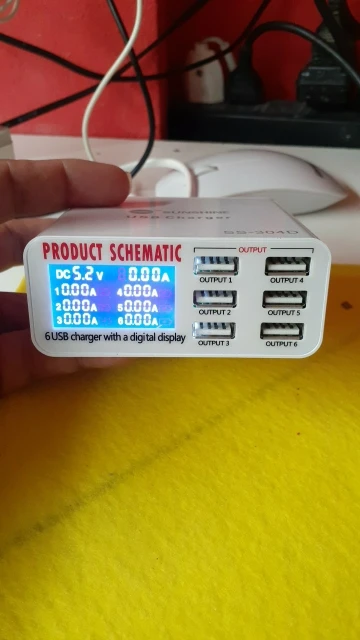 SUNSHINE
USB Charger
SS-304D
PRODUCT SCHEMATIC
DC 5.2 V 0.00A
1 0.00A 4 0.00A
2 0.00A 5 0.00A
3 0.00A 6 0.00A
6 USB charger with a digital display
OUTPUT
OUTPUT 1 OUTPUT 4
OUTPUT 2 OUTPUT 5
OUTPUT 3 OUTPUT 6